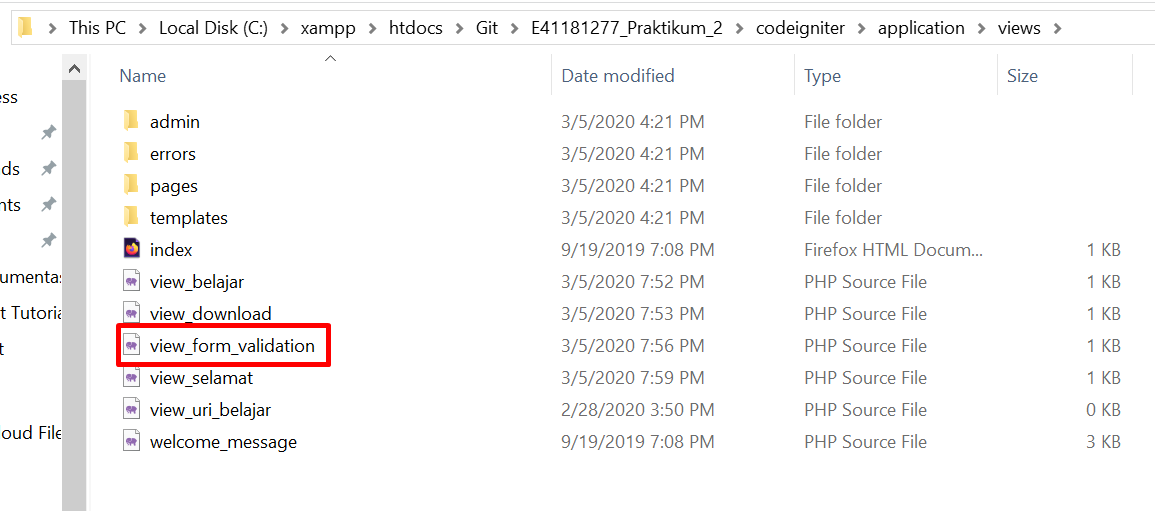 This PC > Local Disk (C:) > xampp > htdocs > Git > E41181277_Praktikum_2 > codeigniter > application > views >
Name Date modified Type Size
ess
admin 3/5/2020 4:21 PM File folder
errors 3/5/2020 4:21 PM File folder
ds
pages 3/5/2020 4:21 PM File folder
nts
templates 3/5/2020 4:21 PM File folder
index 9/19/2019 7:08 PM Firefox HTML Docum... 1 KB
umentas
view_belajar 3/5/2020 7:52 PM PHP Source File 1 KB
t Tutoria
view_download 3/5/2020 7:53 PM PHP Source File 1 KB
t
view_form_validation 3/5/2020 7:56 PM PHP Source File 1 KB
view_selamat 3/5/2020 7:59 PM PHP Source File 1 KB
view_uri_belajar 2/28/2020 3:50 PM PHP Source File 0 KB
loud File
welcome_message 9/19/2019 7:08 PM PHP Source File 3 KB